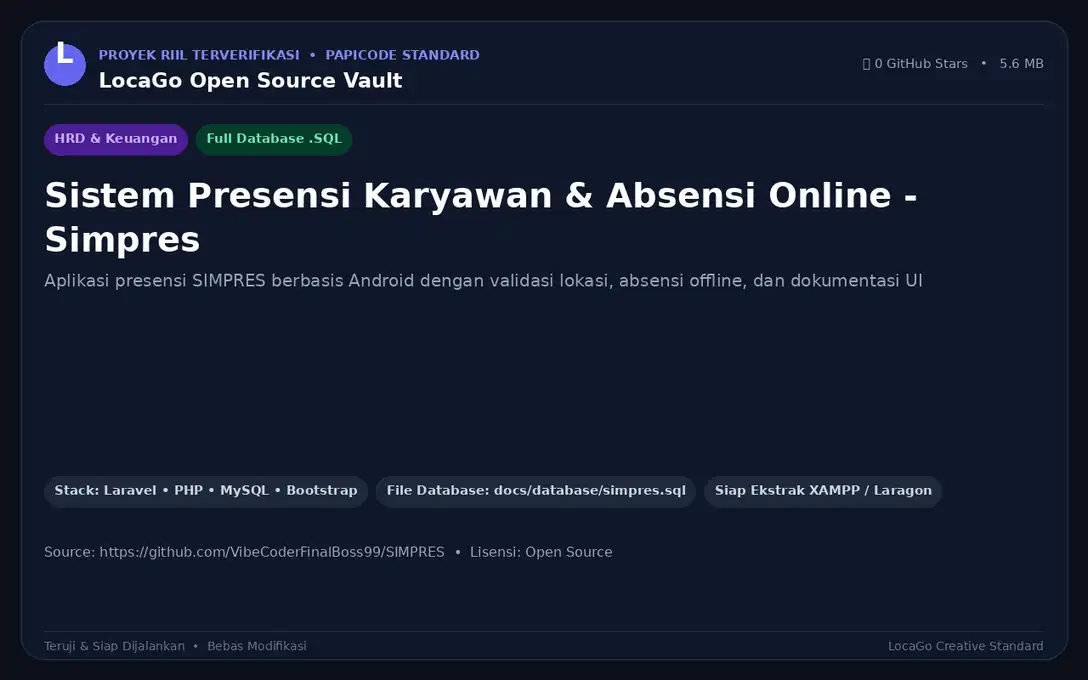 L
PROYEK RIIL TERVERIFIKASI • PAPICODE STANDARD
LocaGo Open Source Vault
0 GitHub Stars • 5.6 MB
HRD & Keuangan
Full Database .SQL
Sistem Presensi Karyawan & Absensi Online -
Simpres
Aplikasi presensi SIMPRES berbasis Android dengan validasi lokasi, absensi offline, dan dokumentasi UI
Stack: Laravel • PHP • MySQL • Bootstrap
File Database: docs/database/simpres.sql
Siap Ekstrak XAMPP / Laragon
Source: https://github.com/VibeCoderFinalBoss99/SIMPRES • Lisensi: Open Source
Teruji & Siap Dijalankan • Bebas Modifikasi
LocaGo Creative Standard